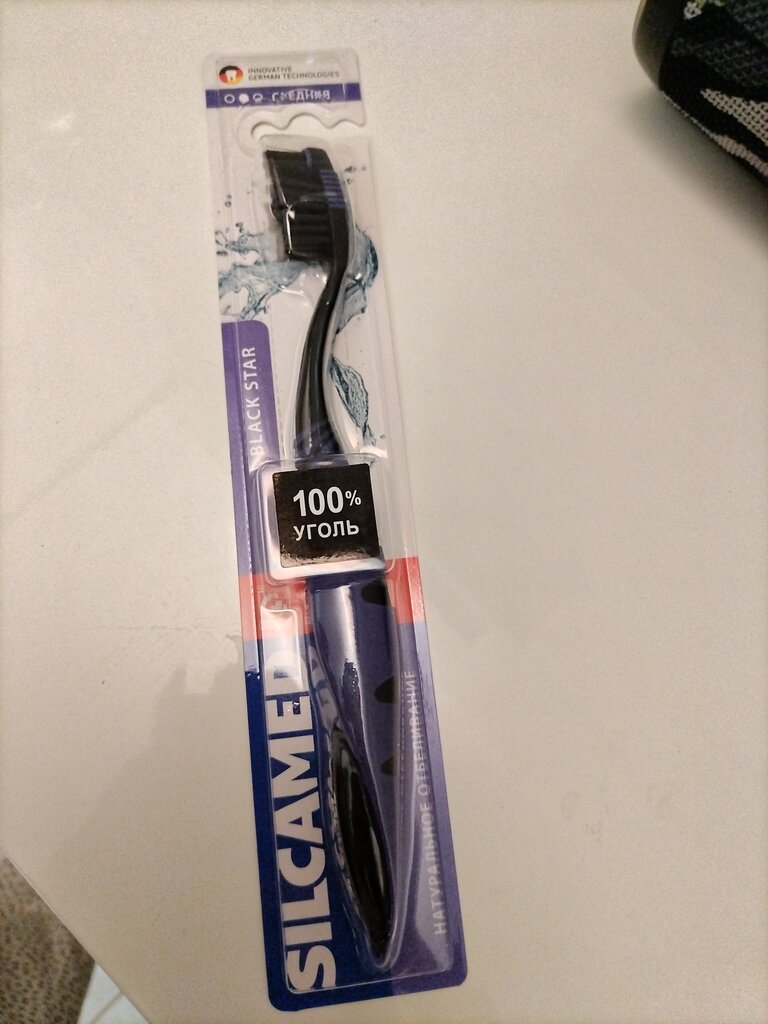 INNOVATIVE
GERMAN TECHNOLOGIES
СРЕДНЯЯ
BLACK STAR
100%
УГОЛЬ
SILCAMED
НАТУРАЛЬНОЕ ОТБЕЛИВАНИЕ